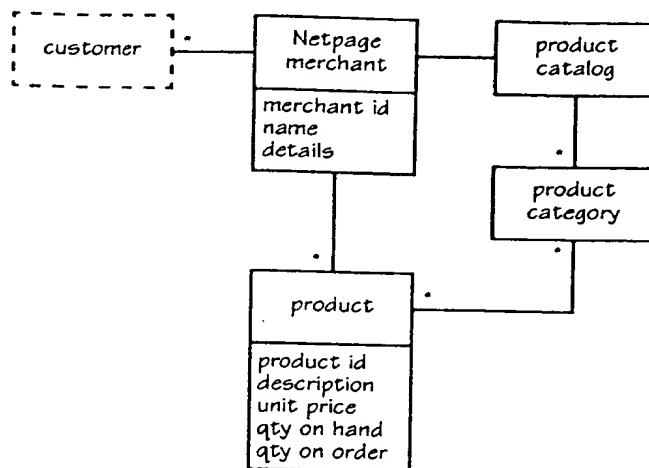 customer
Netpage
merchant
merchant id
name
details
product
catalog
product
category
product
product id
description
unit price
qty on hand
qty on order